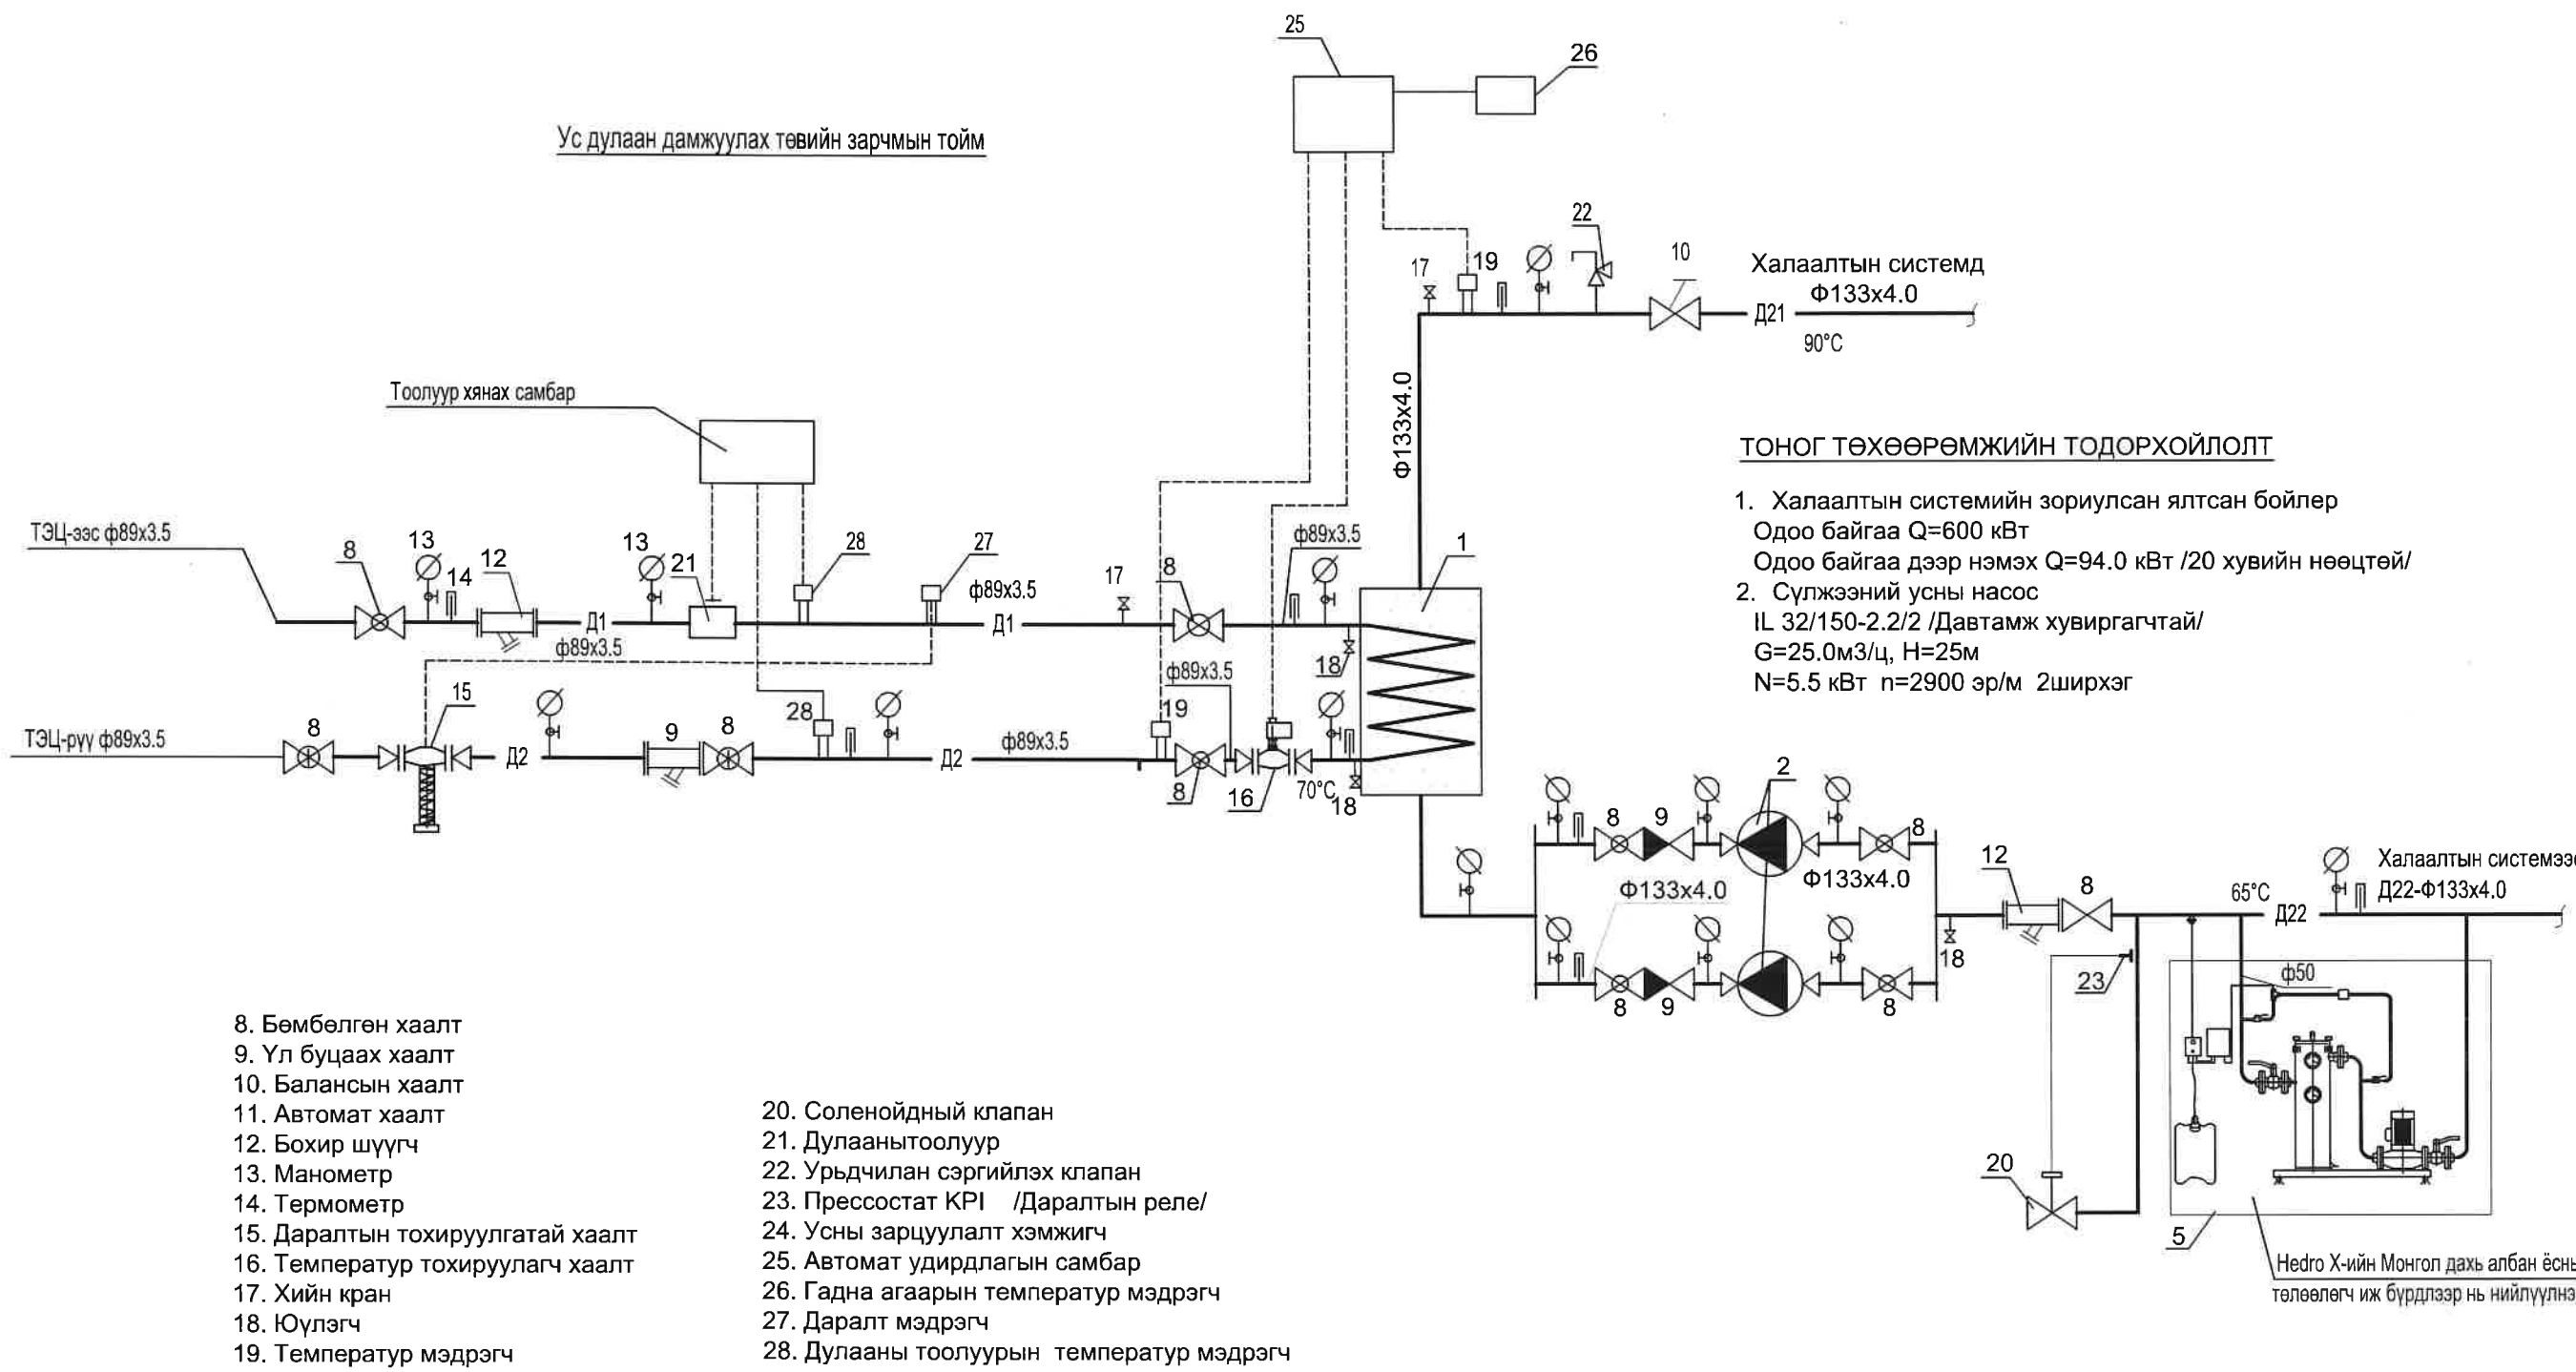 25
26
Ус дулаан дамжуулах төвийн зарчмын тойм
22
17
19
10
Халаалтын системд
Ф133х4.0
Д21
90°C
Ф133х4.0
Тоолуур хянах самбар
ТОНОГ ТӨХӨӨРӨМЖИЙН ТОДОРХОЙЛОЛТ
1. Халаалтын системийн зориулсан ялтсан бойлер
Одоо байгаа Q=600 кВт
Одоо байгаа дээр нэмэх Q=94.0 кВт /20 хувийн нөөцтөй/
2. Сүлжээний усны насос
IL 32/150-2.2/2 /Давтамж хувиргагчтай/
G=25.0м3/ц, H=25м
N=5.5 кВт n=2900 эр/м 2ширхэг
ТЭЦ-ээс ф89х3.5
8
13
14
12
13
21
28
27
ф89х3.5
17
8
ф89х3.5
1
Д1
Д1
ф89х3.5
18
ф89х3.5
15
ТЭЦ-рүү ф89х3.5
8
Д2
9
8
28
Д2
ф89х3.5
19
8
16
70°C
18
2
8
9
8
Ф133х4.0
Ф133х4.0
12
8
65°C
Д22
Халаалтын системээс
Д22-Ф133х4.0
8
9
8
18
23
ф50
20
5
Hedro X-ийн Монгол дахь албан ёсны
төлөөлөгч иж бүрдлээр нь нийлүүлнэ
8. Бөмбөлгөн хаалт
9. Үл буцаах хаалт
10. Балансын хаалт
11. Автомат хаалт
12. Бохир шүүгч
13. Манометр
14. Термометр
15. Даралтын тохируулгатай хаалт
16. Температур тохируулагч хаалт
17. Хийн кран
18. Юүлэгч
19. Температур мэдрэгч
20. Соленойдный клапан
21. Дулаанытоолуур
22. Урьдчилан сэргийлэх клапан
23. Прессостат KPI /Даралтын реле/
24. Усны зарцуулалт хэмжигч
25. Автомат удирдлагын самбар
26. Гадна агаарын температур мэдрэгч
27. Даралт мэдрэгч
28. Дулааны тоолуурын температур мэдрэгч